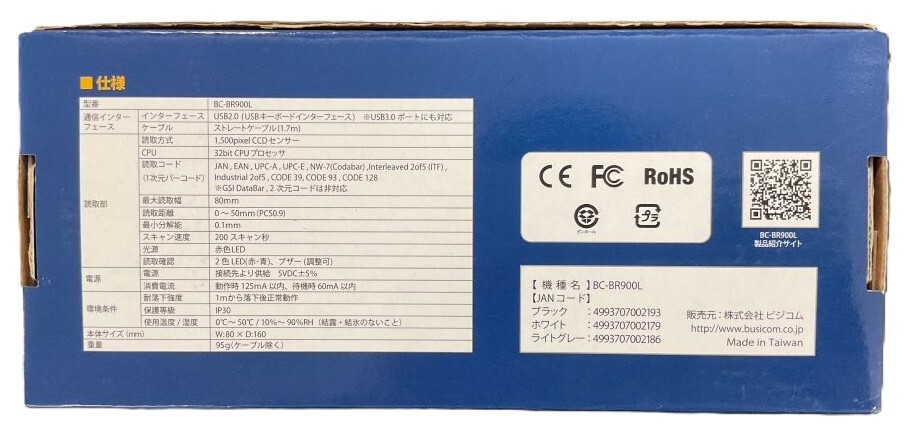 ■仕様
型番 BC-BR900L
通信インターフェース インターフェース USB2.0 (USBキーボードインターフェース) ※USB3.0 ポートにも対応
ケーブル ストレートケーブル(1.7m)
読取部 読取方式 1,500pixel CCDセンサー
CPU 32bit CPUプロセッサ
読取コード (1次元バーコード) JAN , EAN , UPC-A , UPC-E , NW-7(Codabar) ,Interleaved 2of5 (ITF) ,
Industrial 2of5 , CODE 39, CODE 93 , CODE 128
※GSI DataBar , 2 次元コードは非対応
最大読取幅 80mm
読取距離 0～50mm (PCS0.9)
最小分解能 0.1mm
スキャン速度 200 スキャン秒
光源 赤色LED
読取確認 2 色 LED(赤・青)、ブザー (調整可)
電源 電源 接続先より供給 5VDC±5%
消費電流 動作時 125mA 以内、待機時 60mA 以内
環境条件 耐落下強度 1mから落下後正常動作
保護等級 IP30
使用温度 / 湿度 0℃～ 50℃ / 10%～ 90%RH (結露・結氷のないこと)
本体サイズ (mm) W:80 × D:160
重量 95g (ケーブル除く)
CE FC RoHS
ダンボール プラ
BC-BR900L
製品紹介サイト
【 機 種 名 】BC-BR900L
【JANコード】
ブラック : 4993707002193
ホワイト : 4993707002179
ライトグレー : 4993707002186
販売元 : 株式会社 ビジコム
http://www.busicom.co.jp
Made in Taiwan